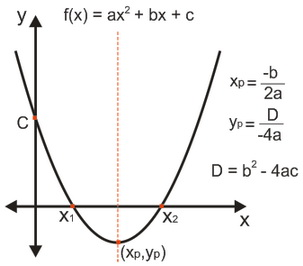 y
f(x) = ax² + bx + c
xₚ = -b/2a
yₚ = D/-4a
C
D = b² - 4ac
x₁
x₂
x
(xₚ,yₚ)